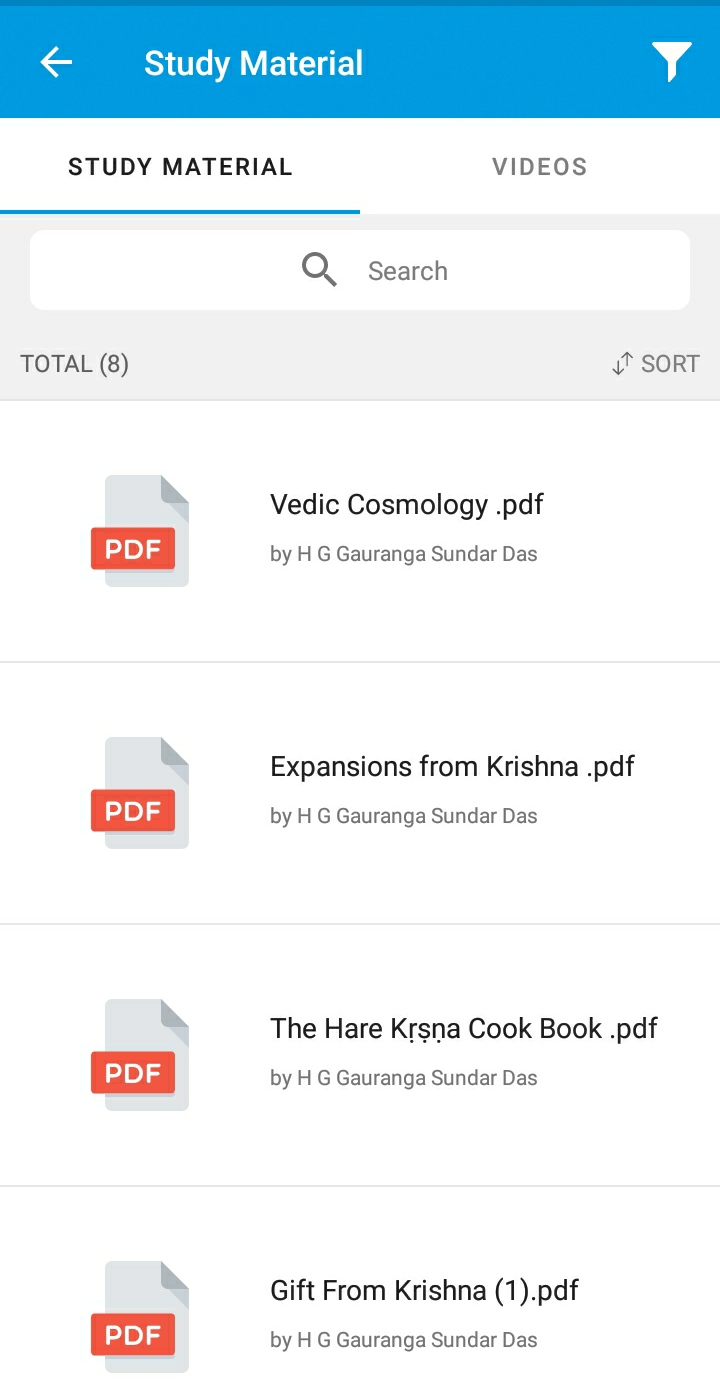 Study Material
STUDY MATERIAL
VIDEOS
Search
TOTAL (8)
SORT
PDF
Vedic Cosmology .pdf
by H G Gauranga Sundar Das
PDF
Expansions from Krishna .pdf
by H G Gauranga Sundar Das
PDF
The Hare Kṛṣṇa Cook Book .pdf
by H G Gauranga Sundar Das
PDF
Gift From Krishna (1).pdf
by H G Gauranga Sundar Das